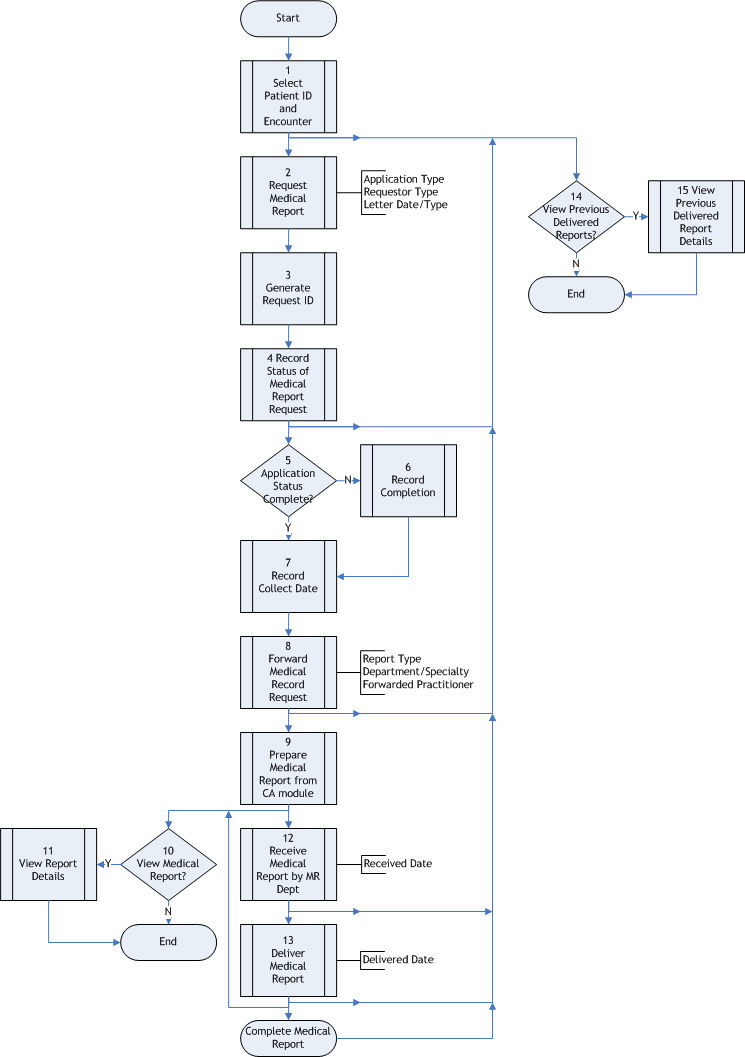 Start
1
Select
Patient ID
and
Encounter
2
Request
Medical
Report
Application Type
Requestor Type
Letter Date/Type
14
View Previous
Delivered
Reports?
Y
15 View
Previous
Delivered
Report
Details
N
End
3
Generate
Request ID
4 Record
Status of
Medical
Report
Request
5
Application
Status
Complete?
N
6
Record
Completion
Y
7
Record
Collect Date
8
Forward
Medical
Record
Request
Report Type
Department/Specialty
Forwarded Practitioner
9
Prepare
Medical
Report from
CA module
11
View Report
Details
Y
10
View Medical
Report?
N
End
12
Receive
Medical
Report by MR
Dept
Received Date
13
Deliver
Medical
Report
Delivered Date
Complete Medical
Report